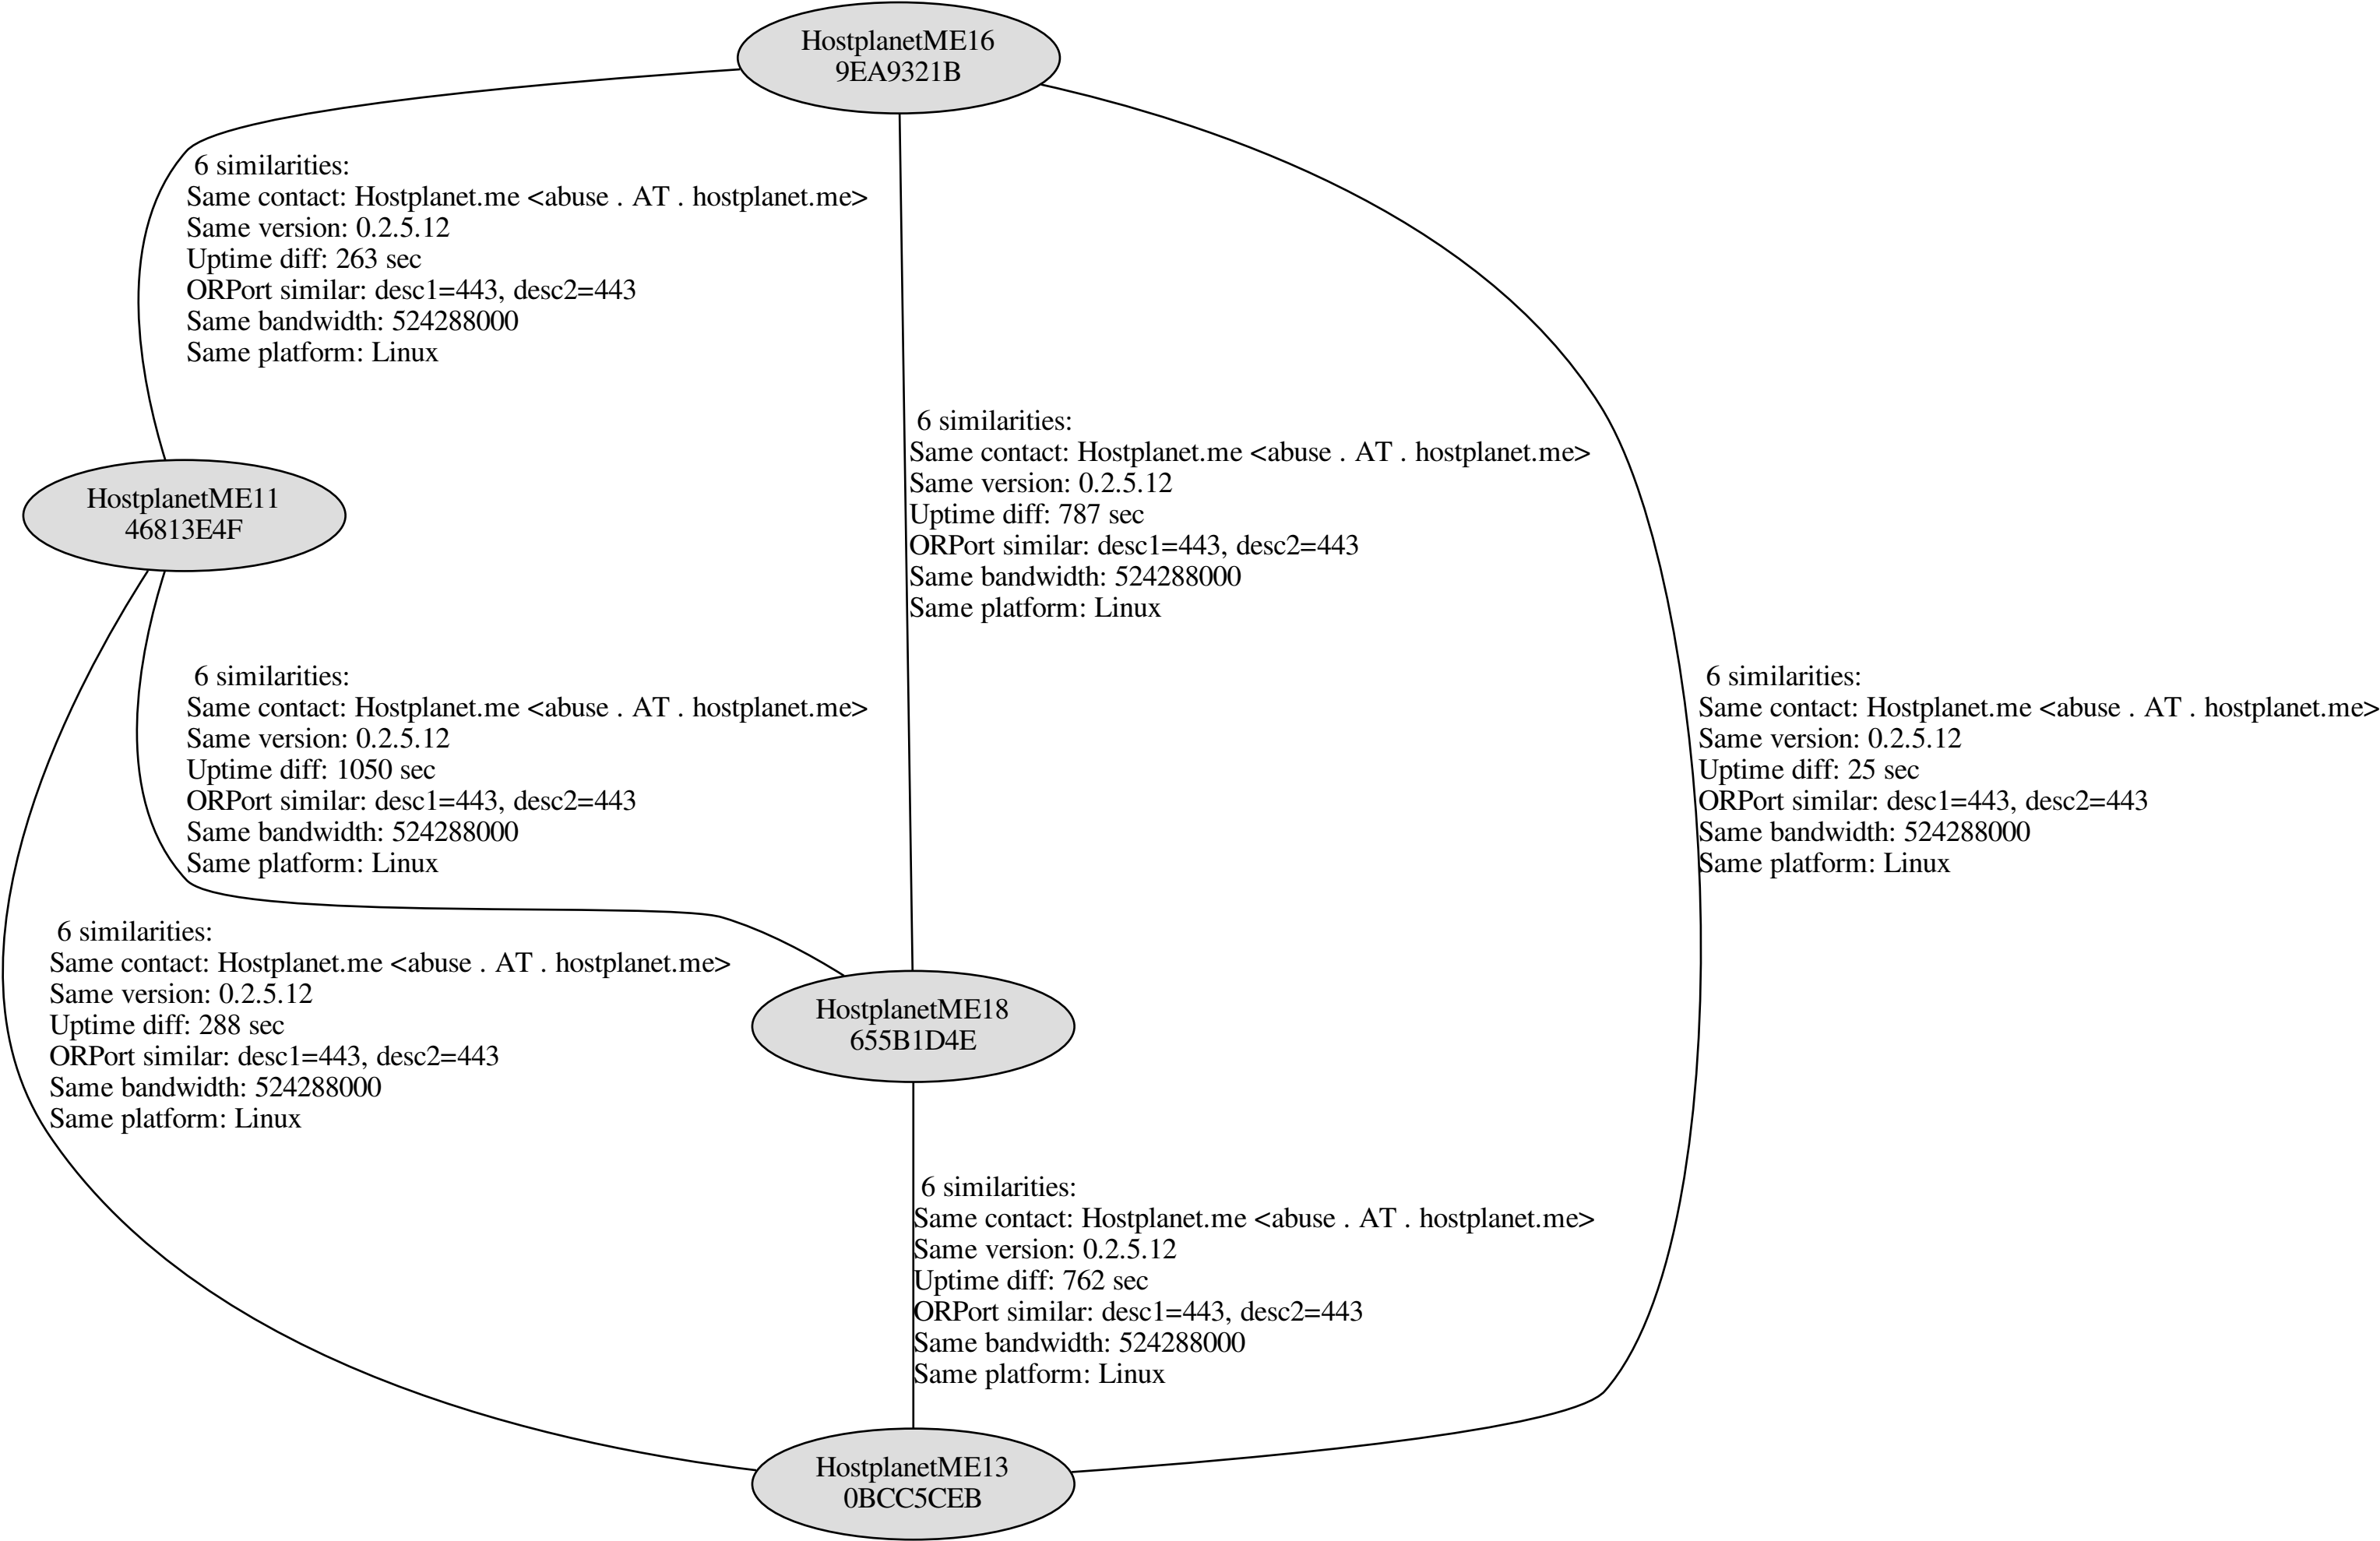 HostplanetME16
9EA9321B
6 similarities:
Same contact: Hostplanet.me <abuse . AT . hostplanet.me>
Same version: 0.2.5.12
Uptime diff: 263 sec
ORPort similar: desc1=443, desc2=443
Same bandwidth: 524288000
Same platform: Linux
6 similarities:
Same contact: Hostplanet.me <abuse . AT . hostplanet.me>
Same version: 0.2.5.12
Uptime diff: 787 sec
ORPort similar: desc1=443, desc2=443
Same bandwidth: 524288000
Same platform: Linux
HostplanetME11
46813E4F
6 similarities:
Same contact: Hostplanet.me <abuse . AT . hostplanet.me>
Same version: 0.2.5.12
Uptime diff: 1050 sec
ORPort similar: desc1=443, desc2=443
Same bandwidth: 524288000
Same platform: Linux
6 similarities:
Same contact: Hostplanet.me <abuse . AT . hostplanet.me>
Same version: 0.2.5.12
Uptime diff: 25 sec
ORPort similar: desc1=443, desc2=443
Same bandwidth: 524288000
Same platform: Linux
6 similarities:
Same contact: Hostplanet.me <abuse . AT . hostplanet.me>
Same version: 0.2.5.12
Uptime diff: 288 sec
ORPort similar: desc1=443, desc2=443
Same bandwidth: 524288000
Same platform: Linux
HostplanetME18
655B1D4E
6 similarities:
Same contact: Hostplanet.me <abuse . AT . hostplanet.me>
Same version: 0.2.5.12
Uptime diff: 762 sec
ORPort similar: desc1=443, desc2=443
Same bandwidth: 524288000
Same platform: Linux
HostplanetME13
0BCC5CEB